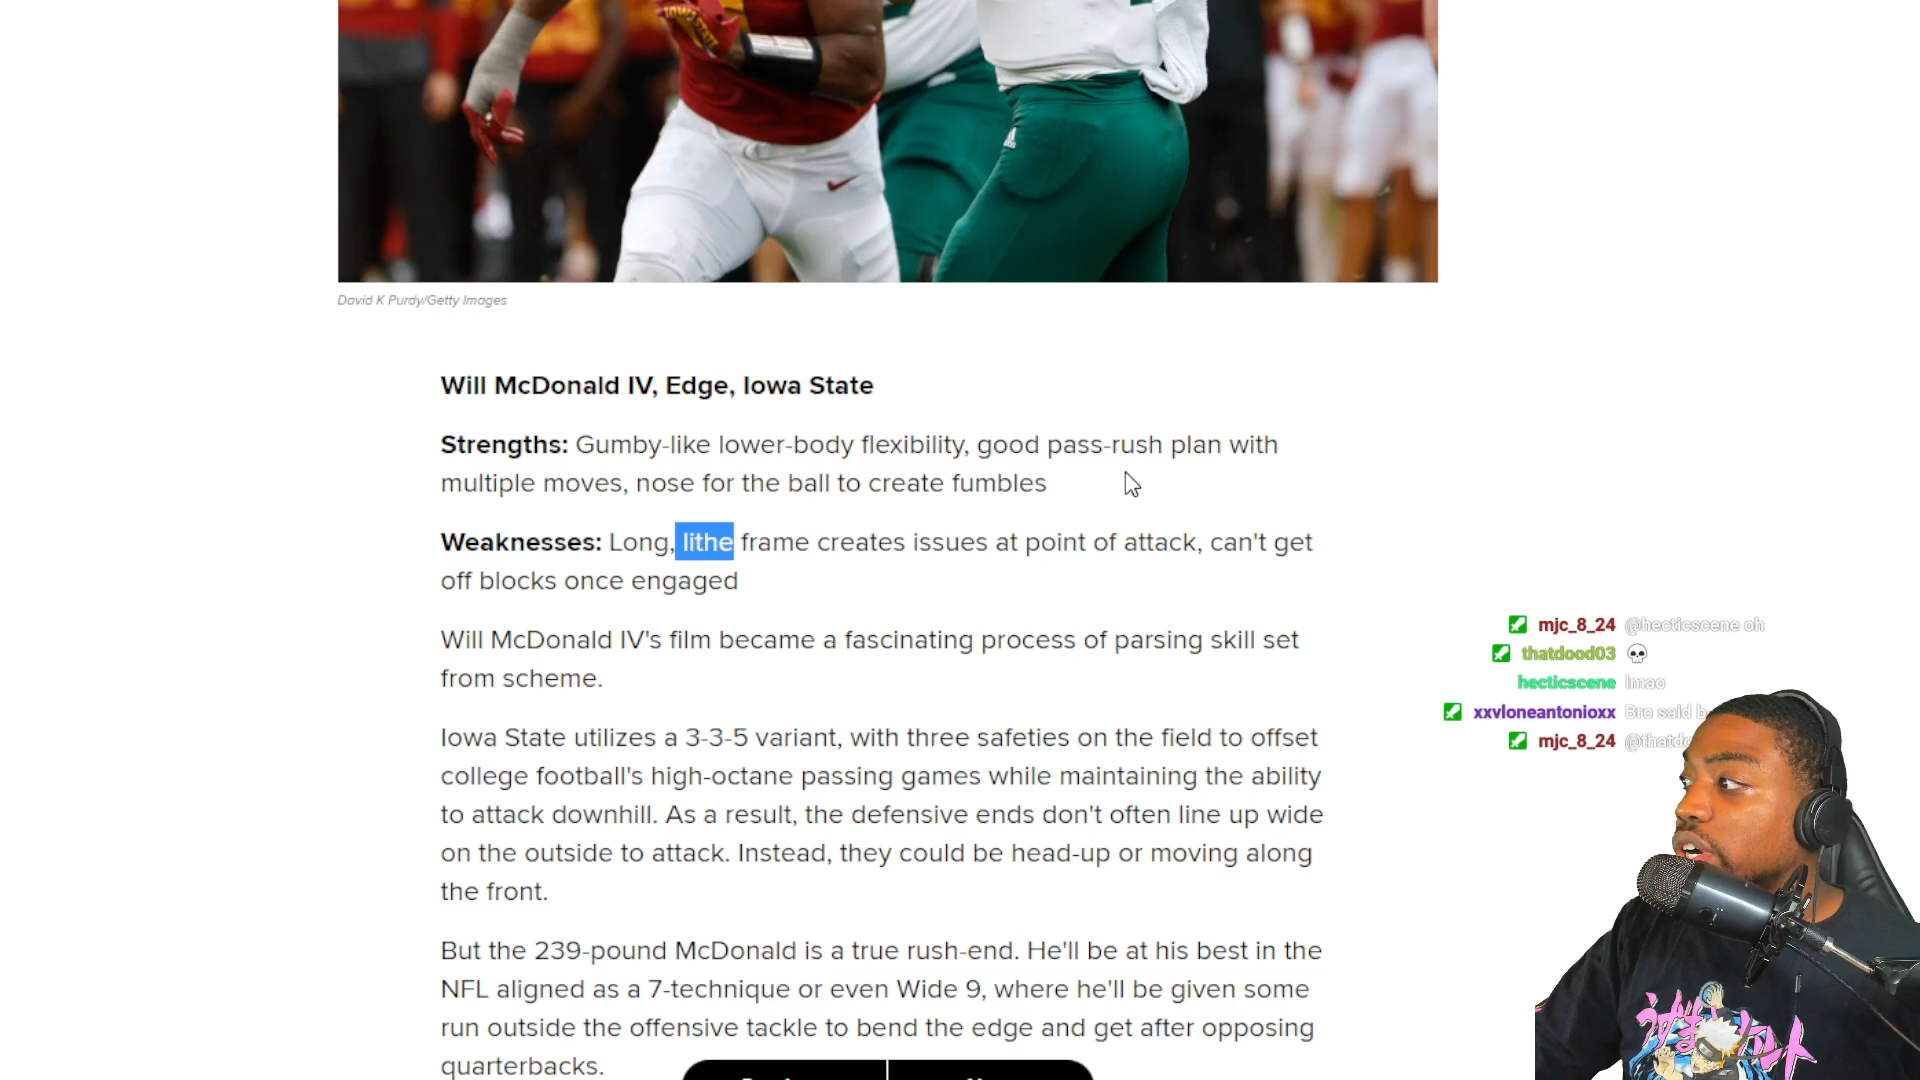 IOWA STATE
David K Purdy/Getty Images
Will McDonald IV, Edge, Iowa State
Strengths: Gumby-like lower-body flexibility, good pass-rush plan with
multiple moves, nose for the ball to create fumbles
Weaknesses: Long, lithe frame creates issues at point of attack, can't get
off blocks once engaged
Will McDonald IV's film became a fascinating process of parsing skill set
from scheme.
Iowa State utilizes a 3-3-5 variant, with three safeties on the field to offset
college football's high-octane passing games while maintaining the ability
to attack downhill. As a result, the defensive ends don't often line up wide
on the outside to attack. Instead, they could be head-up or moving along
the front.
But the 239-pound McDonald is a true rush-end. He'll be at his best in the
NFL aligned as a 7-technique or even Wide 9, where he'll be given some
run outside the offensive tackle to bend the edge and get after opposing
quarterbacks.
mjc_8_24 @hecticscene oh
thatdood03 💀
hecticscene lmao
xxvloneantonioxx Bro said
mjc_8_24